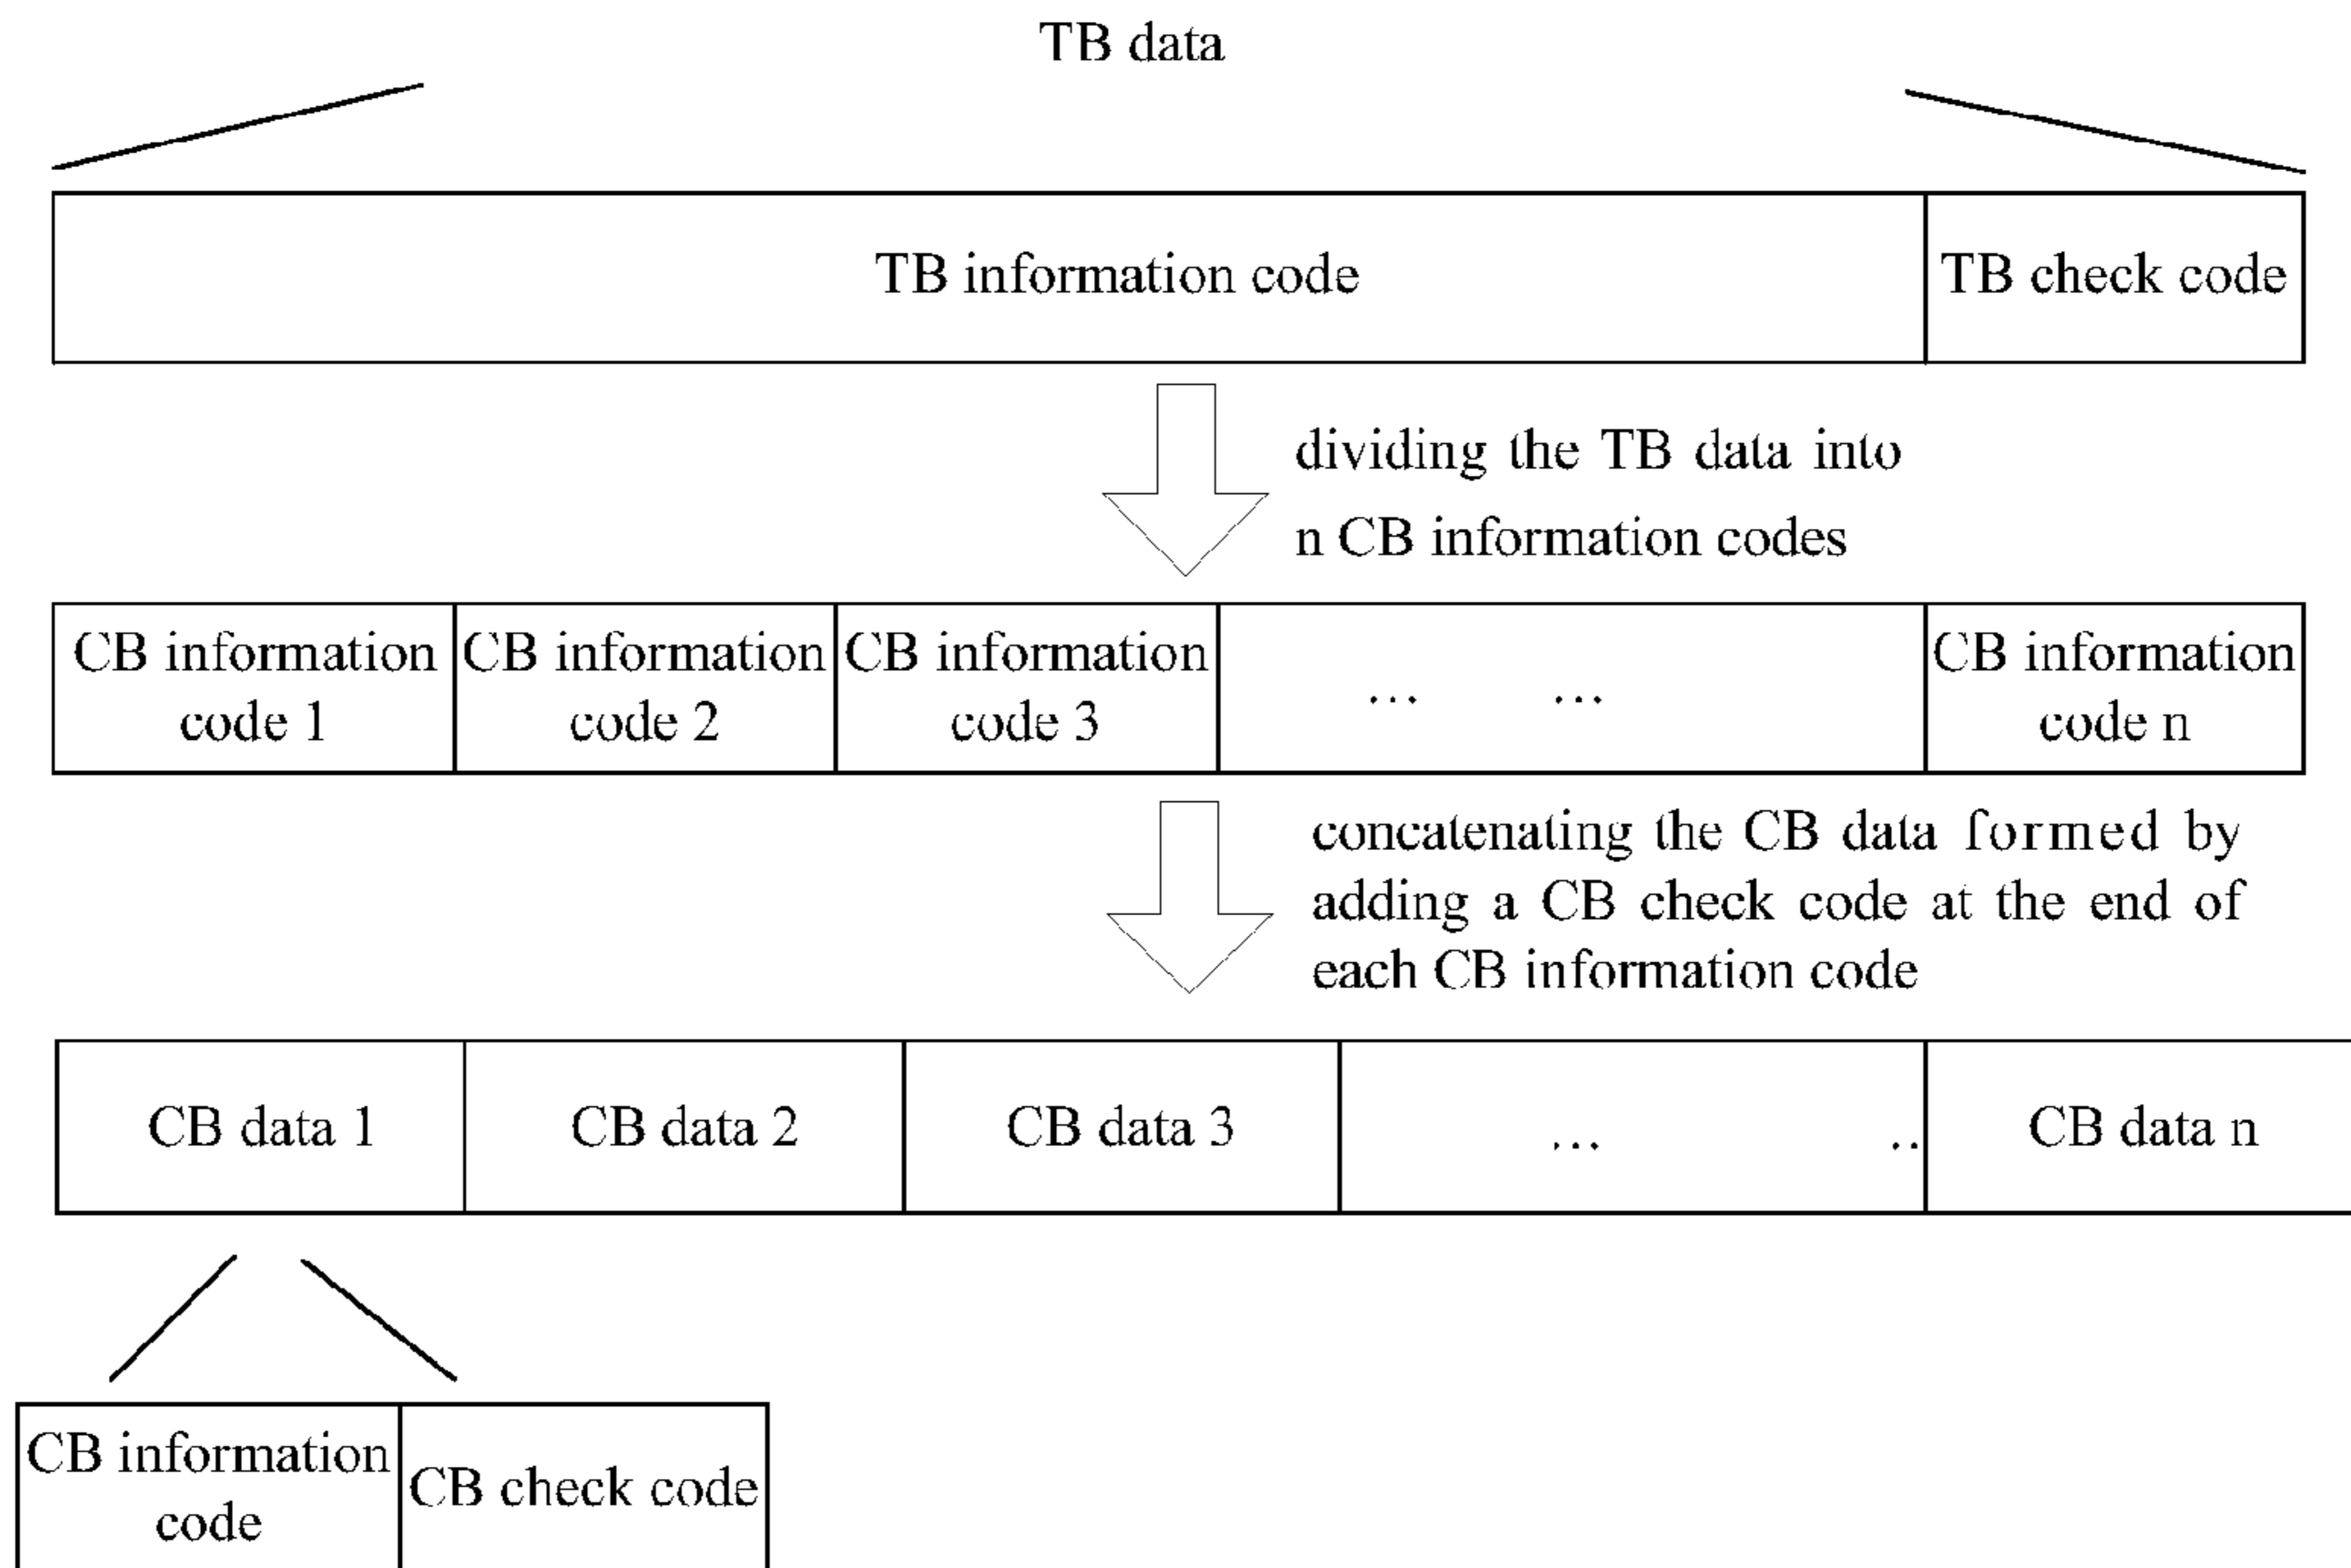 TB data
TB information code
TB check code
dividing the TB data into
n CB information codes
CB information
code 1
CB information
code 2
CB information
code 3
... ...
CB information
code n
concatenating the CB data formed by
adding a CB check code at the end of
each CB information code
CB data 1
CB data 2
CB data 3
... ..
CB data n
CB information
code
CB check code